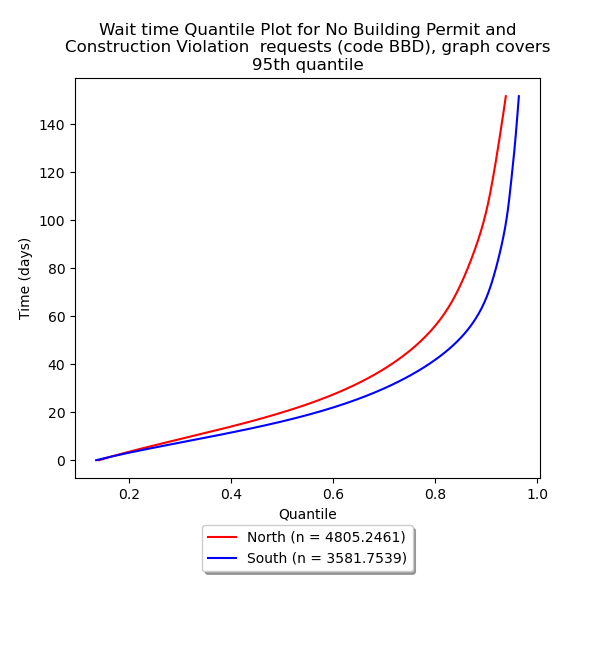 Wait time Quantile Plot for No Building Permit and
Construction Violation  requests (code BBD), graph covers
95th quantile
Time (days)
140
120
100
80
60
40
20
0
0.2 0.4 0.6 0.8 1.0
Quantile
North (n = 4805.2461)
South (n = 3581.7539)